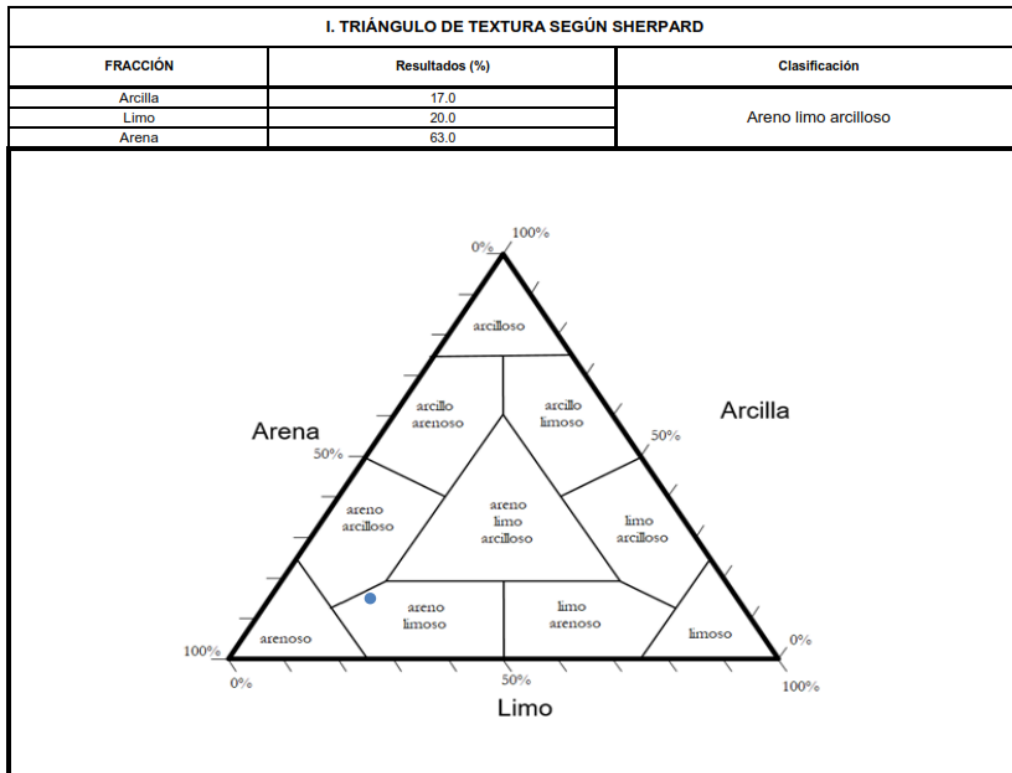 I. TRIÁNGULO DE TEXTURA SEGÚN SHERPARD
FRACCIÓN Resultados (%) Clasificación
Arcilla 17.0
Limo 20.0
Arena 63.0
Areno limo arcilloso
0% 100%
arcilloso
arcillo
arenoso
arcillo
limoso
Arena
Arcilla
50%
50%
areno
arcilloso
areno
limo
arcilloso
limo
arcilloso
areno
limoso
limo
arenoso
arenoso
limoso
100%
0%
0%
50%
100%
Limo